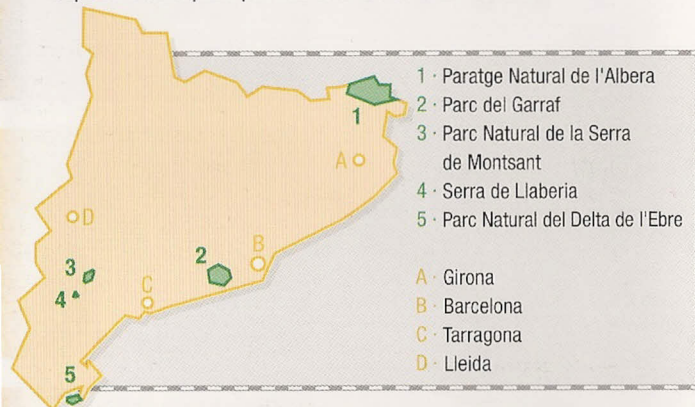 1 · Paratge Natural de l'Albera
2 · Parc del Garraf
3 · Parc Natural de la Serra
de Montsant
4 · Serra de Llaberia
5 · Parc Natural del Delta de l'Ebre
A · Girona
B · Barcelona
C · Tarragona
D · Lleida
1
A
D
2
B
3
4
C
5